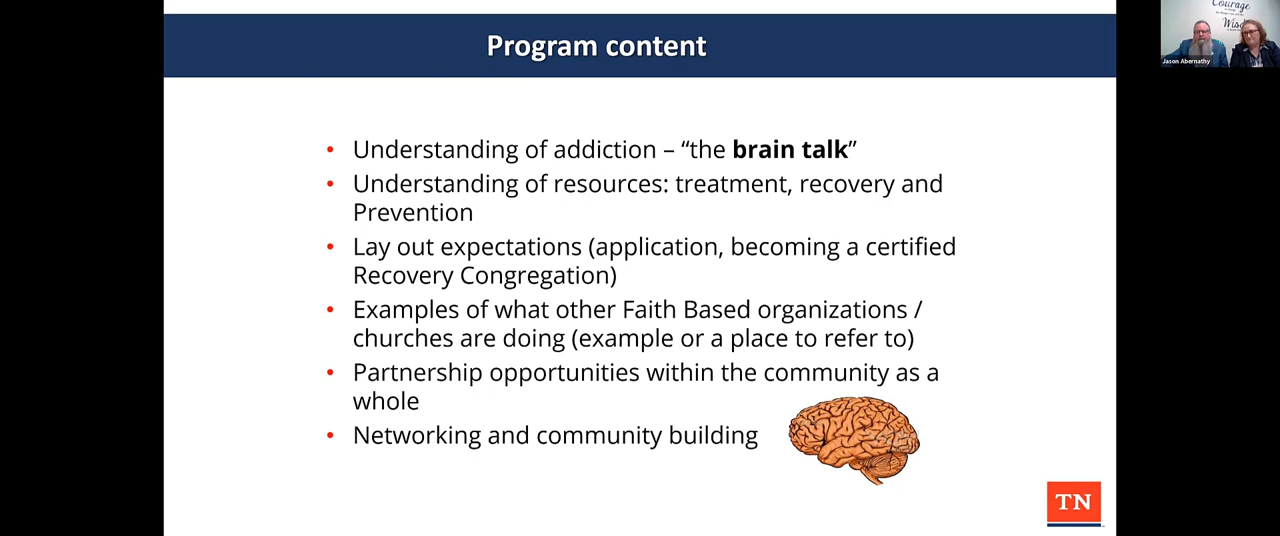 Program content
Courage
Wisdom
Jason Abernathy
• Understanding of addiction – “the brain talk”
• Understanding of resources: treatment, recovery and
Prevention
• Lay out expectations (application, becoming a certified
Recovery Congregation)
• Examples of what other Faith Based organizations /
churches are doing (example or a place to refer to)
• Partnership opportunities within the community as a
whole
• Networking and community building
TN